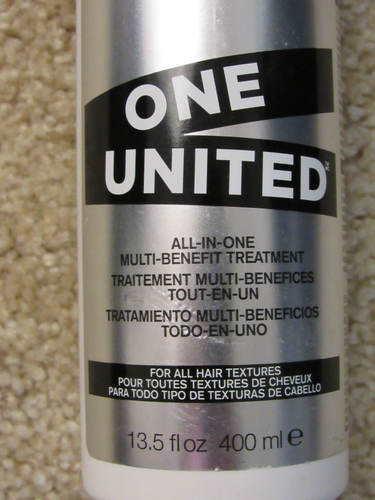 ONE
UNITED™
ALL-IN-ONE
MULTI-BENEFIT TREATMENT
TRAITEMENT MULTI-BENEFICES
TOUT-EN-UN
TRATAMIENTO MULTI-BENEFICIOS
TODO-EN-UNO
FOR ALL HAIR TEXTURES
POUR TOUTES TEXTURES DE CHEVEUX
PARA TODO TIPO DE TEXTURAS DE CABELLO
13.5 fl oz 400 ml ℮